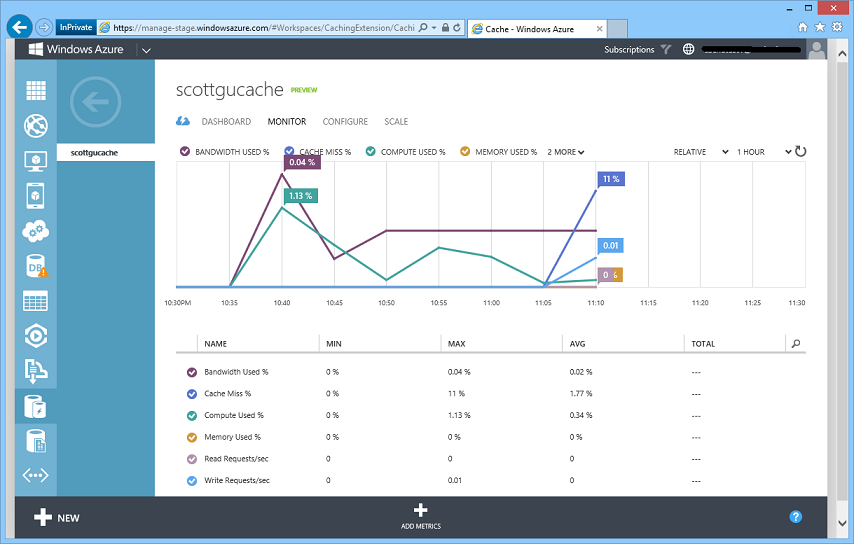 InPrivate https://manage-stage.windowsazure.com/#Workspaces/CachingExtension/Cachi Cache - Windows Azure
Windows Azure Subscriptions
scottgucache
scottgucache PREVIEW
DASHBOARD MONITOR CONFIGURE SCALE
BANDWIDTH USED % CACHE MISS % COMPUTE USED % MEMORY USED % 2 MORE RELATIVE 1 HOUR
0.04 %
11 %
1.13 %
0.01
0 %
10:30PM 10:35 10:40 10:45 10:50 10:55 11:00 11:05 11:10 11:15 11:20 11:25 11:30
NAME MIN MAX AVG TOTAL
Bandwidth Used % 0 % 0.04 % 0.02 % ---
Cache Miss % 0 % 11 % 1.77 % ---
Compute Used % 0 % 1.13 % 0.34 % ---
Memory Used % 0 % 0 % 0 % ---
Read Requests/sec 0 0 0 ---
Write Requests/sec 0 0.01 0 ---
DB
NEW ADD METRICS ?